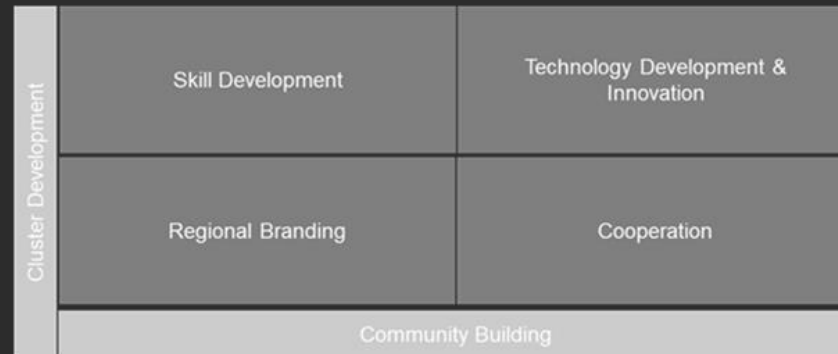 Cluster Development
Skill Development
Technology Development &
Innovation
Regional Branding
Cooperation
Community Building